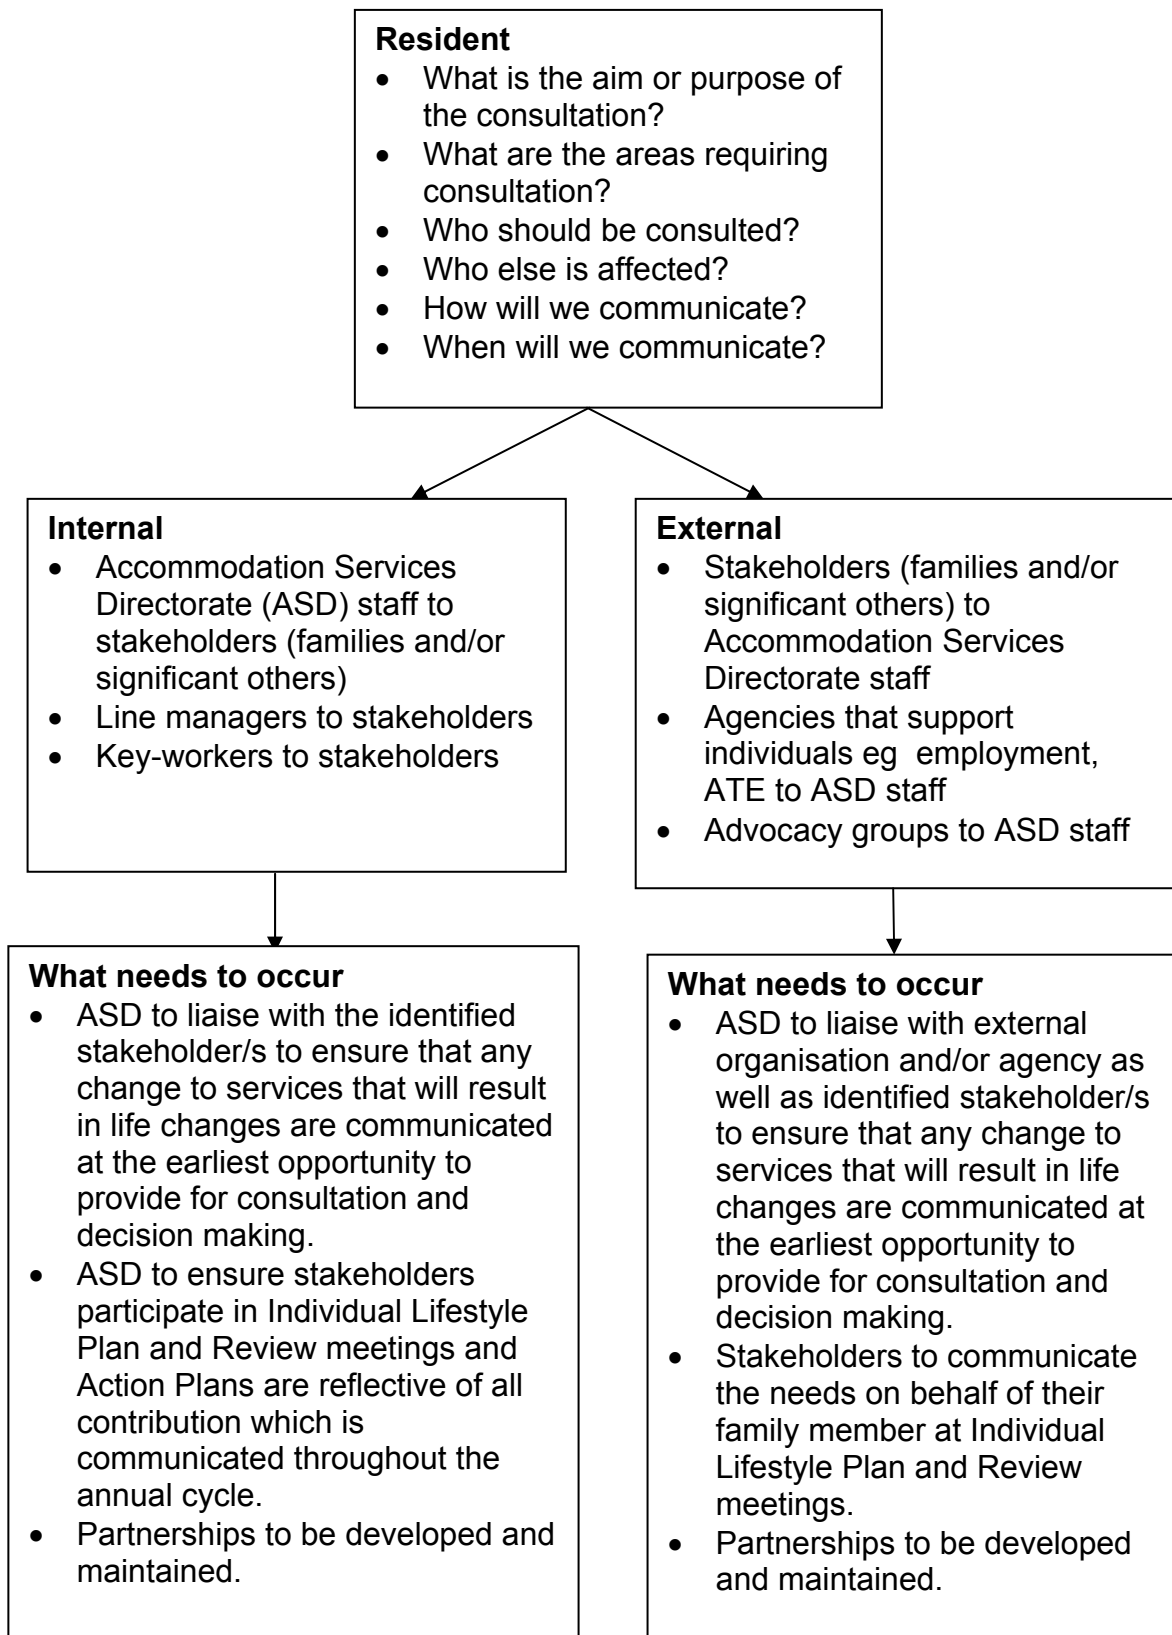 Resident
• What is the aim or purpose of
the consultation?
• What are the areas requiring
consultation?
• Who should be consulted?
• Who else is affected?
• How will we communicate?
• When will we communicate?
Internal
• Accommodation Services
Directorate (ASD) staff to
stakeholders (families and/or
significant others)
• Line managers to stakeholders
• Key-workers to stakeholders
External
• Stakeholders (families and/or
significant others) to
Accommodation Services
Directorate staff
• Agencies that support
individuals eg  employment,
ATE to ASD staff
• Advocacy groups to ASD staff
What needs to occur
• ASD to liaise with the identified
stakeholder/s to ensure that any
change to services that will result
in life changes are communicated
at the earliest opportunity to
provide for consultation and
decision making.
• ASD to ensure stakeholders
participate in Individual Lifestyle
Plan and Review meetings and
Action Plans are reflective of all
contribution which is
communicated throughout the
annual cycle.
• Partnerships to be developed and
maintained.
What needs to occur
• ASD to liaise with external
organisation and/or agency as
well as identified stakeholder/s
to ensure that any change to
services that will result in life
changes are communicated at
the earliest opportunity to
provide for consultation and
decision making.
• Stakeholders to communicate
the needs on behalf of their
family member at Individual
Lifestyle Plan and Review
meetings.
• Partnerships to be developed
and maintained.